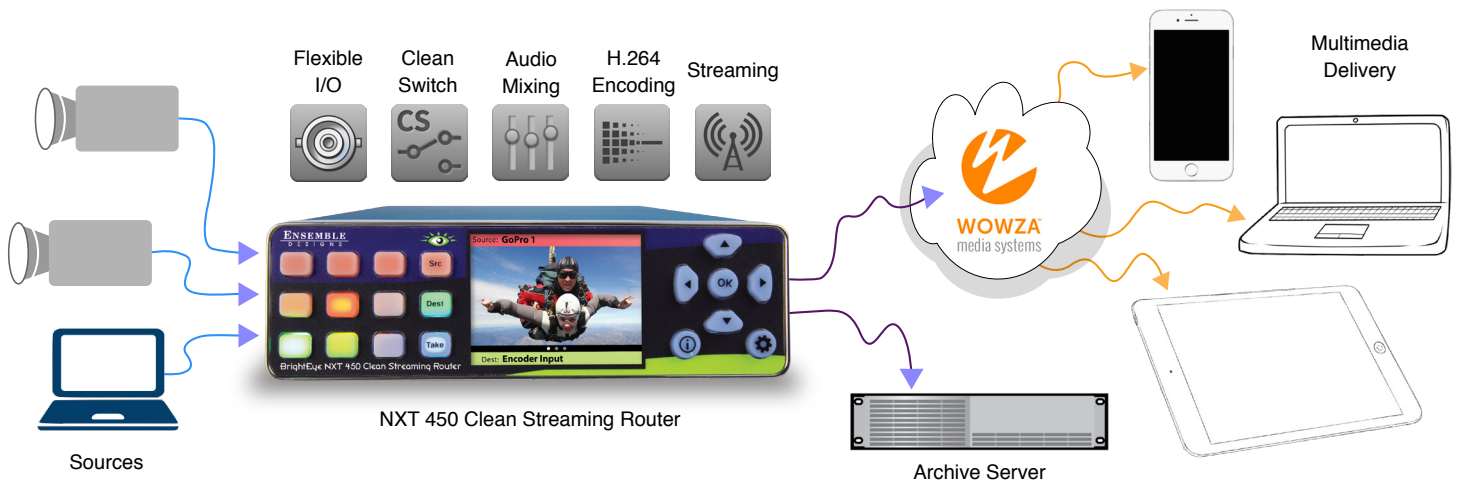 Flexible
I/O
Clean
Switch
Audio
Mixing
H.264
Encoding
Streaming
CS
Multimedia
Delivery
WOWZA™
media systems
ENSEMBLE
DESIGNS
Source: GoPro 1
Src
Dest
Take
OK
i
Dest: Encoder Input
BrightEye NXT 450 Clean Streaming Router
NXT 450 Clean Streaming Router
Sources
Archive Server